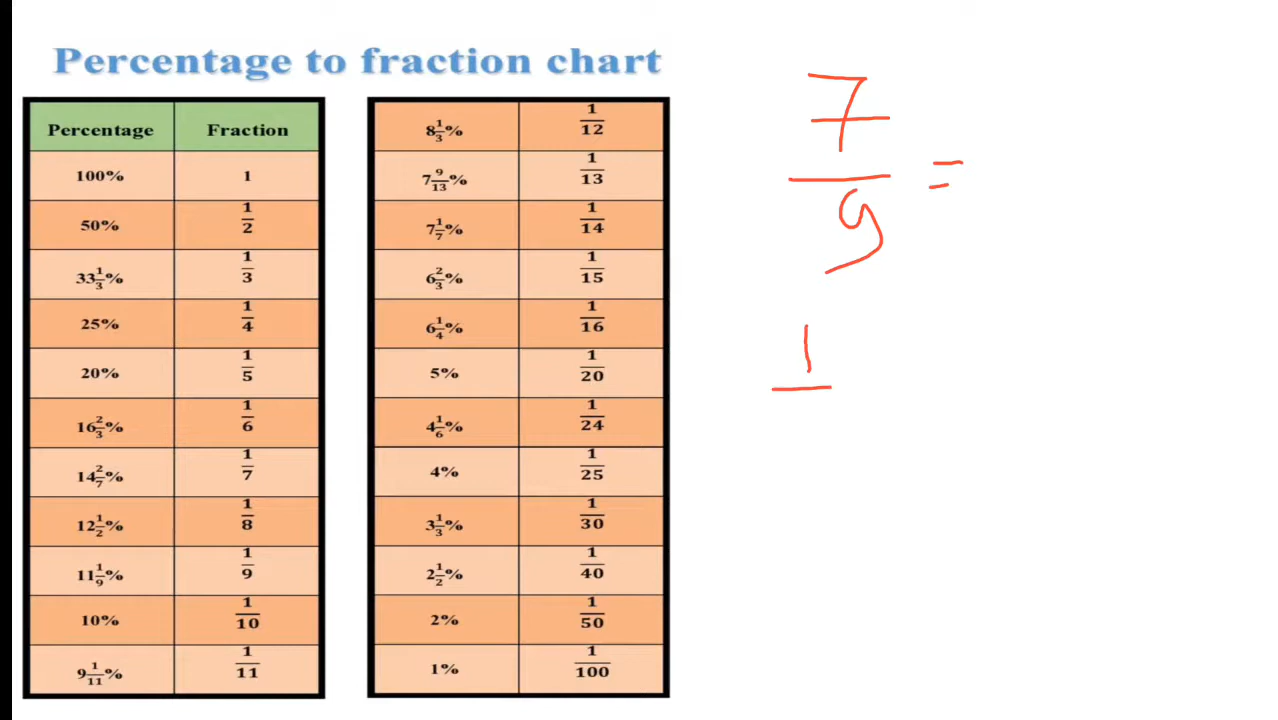 Percentage to fraction chart
Percentage Fraction
100% 1
50% 1/2
33 1/3% 1/3
25% 1/4
20% 1/5
16 2/3% 1/6
14 2/7% 1/7
12 1/2% 1/8
11 1/9% 1/9
10% 1/10
9 1/11% 1/11
8 1/3% 1/12
7 9/13% 1/13
7 1/7% 1/14
6 2/3% 1/15
6 1/4% 1/16
5% 1/20
4 1/6% 1/24
4% 1/25
3 1/3% 1/30
2 1/2% 1/40
2% 1/50
1% 1/100
7/9 =
1